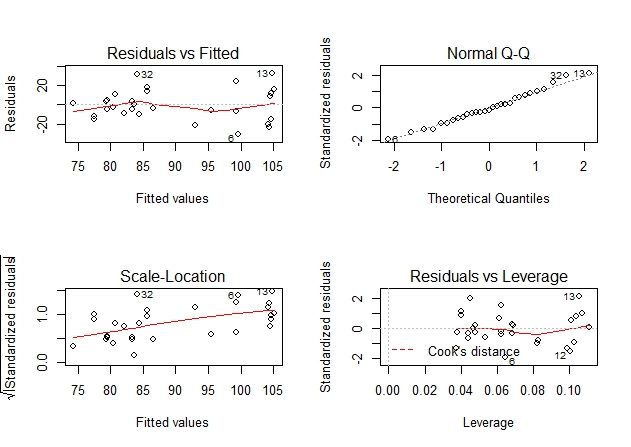 Residuals vs Fitted
Residuals
-20
20
32
13
6
75 80 85 90 95 100 105
Fitted values
Normal Q-Q
Standardized residuals
-2 0 2
32
13
6
-2 -1 0 1 2
Theoretical Quantiles
Scale-Location
√|Standardized residuals|
0.0 1.0
32
6
13
75 80 85 90 95 100 105
Fitted values
Residuals vs Leverage
Standardized residuals
-2 0 2
13
12
6
Cook's distance
0.00 0.02 0.04 0.06 0.08 0.10
Leverage